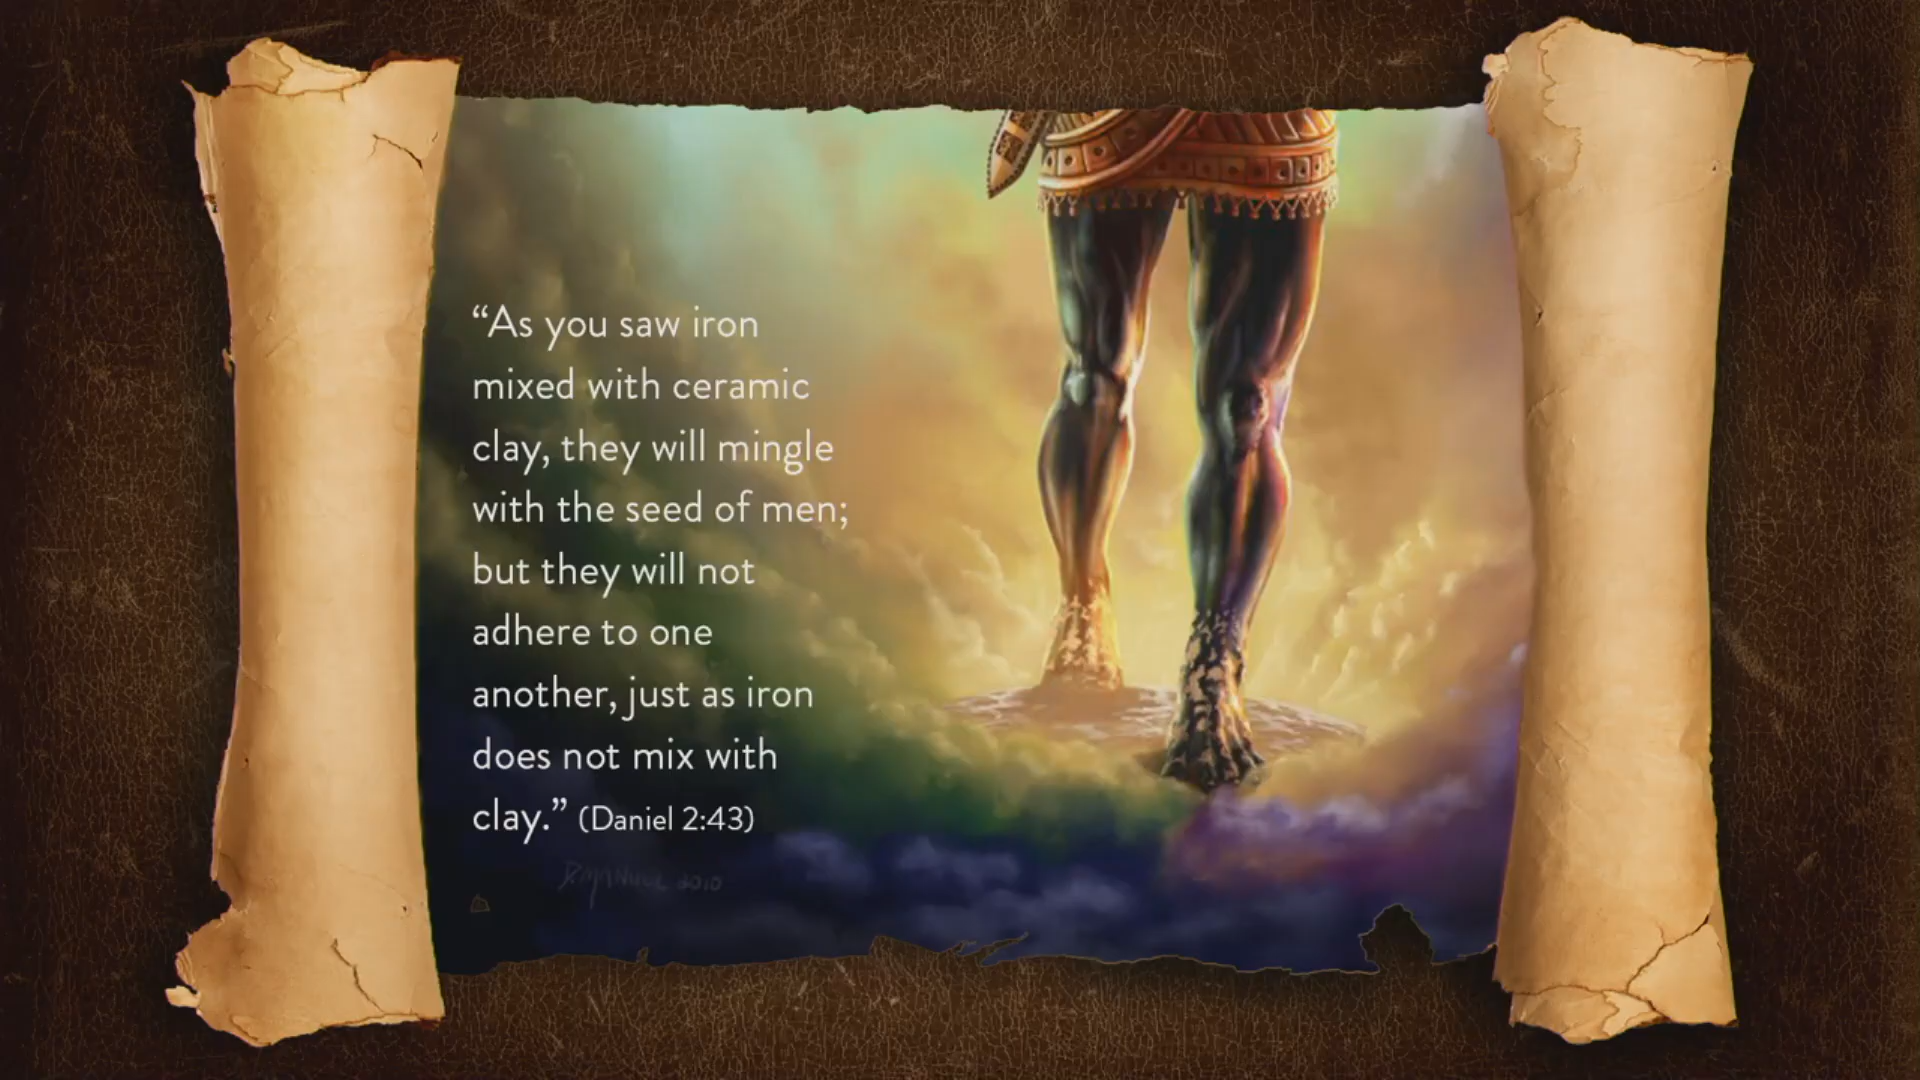 “As you saw iron
mixed with ceramic
clay, they will mingle
with the seed of men;
but they will not
adhere to one
another, just as iron
does not mix with
clay.” (Daniel 2:43)
2010